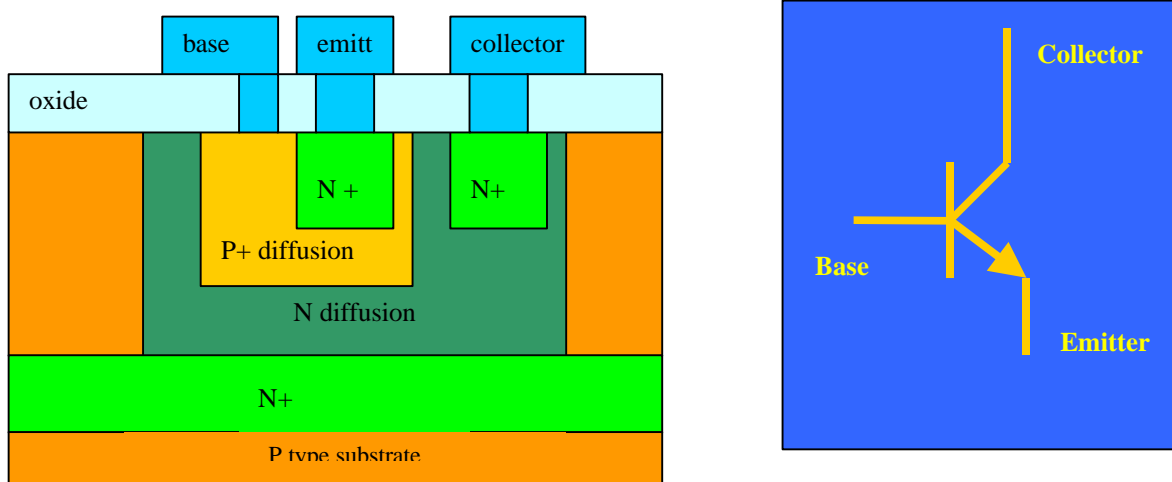 base
emitt
collector
oxide
N +
N+
P+ diffusion
N diffusion
N+
P type substrate
Collector
Base
Emitter